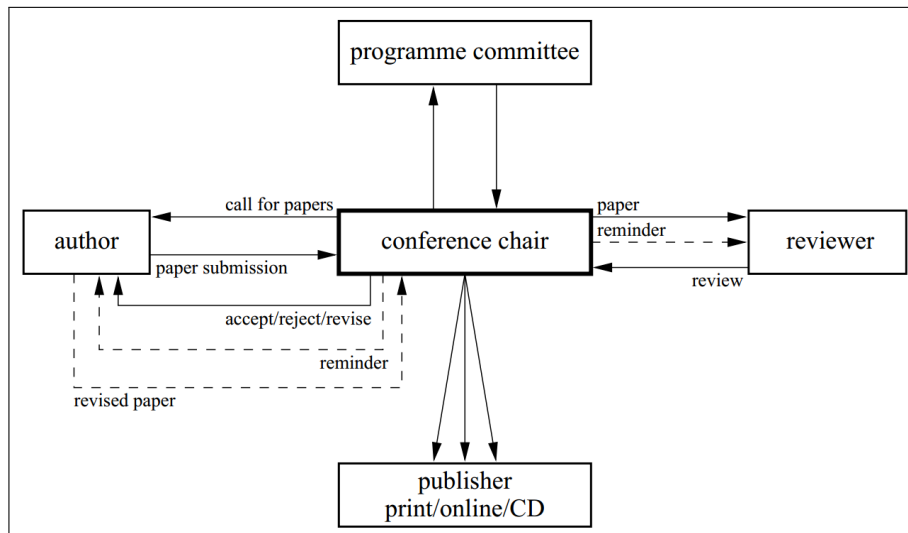 programme committee
call for papers
paper
reminder
author
conference chair
reviewer
paper submission
review
accept/reject/revise
reminder
revised paper
publisher
print/online/CD